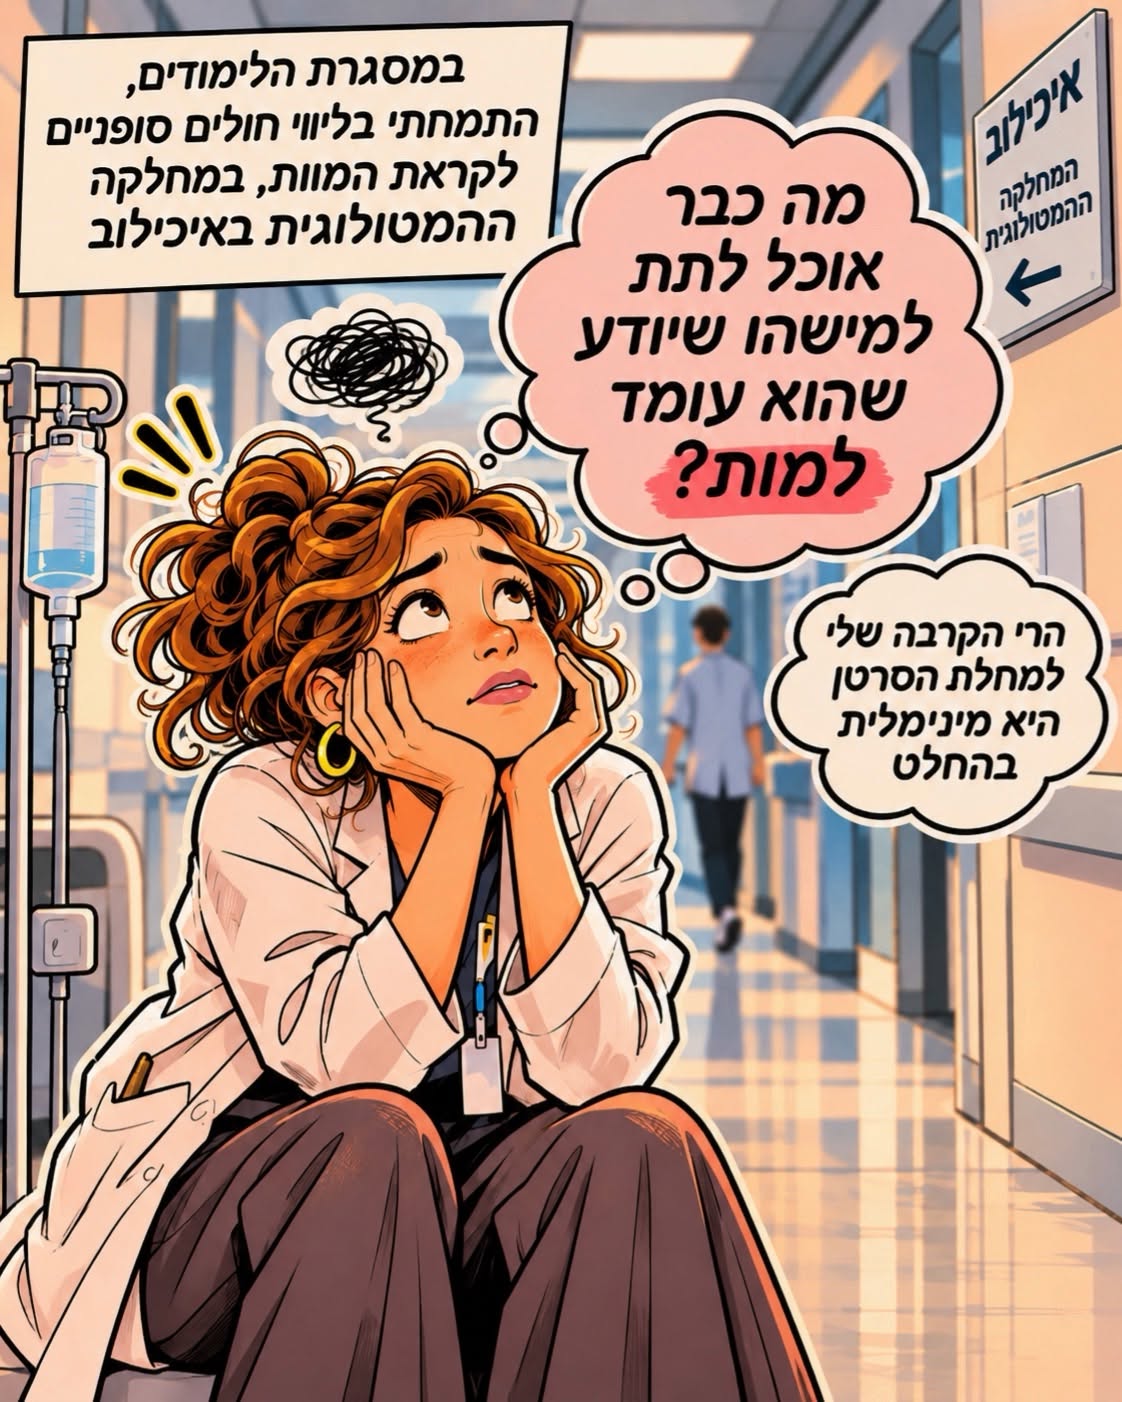 במסגרת הלימודים,
התמחתי בליווי חולים סופניים
לקראת המוות, במחלקה
ההמטולוגית באיכילוב
איכילוב
המחלקה
ההמטולוגית
מה כבר
אוכל לתת
למישהו שיודע
שהוא עומד
למות?
הרי הקרבה שלי
למחלת הסרטן
היא מינימלית
בהחלט